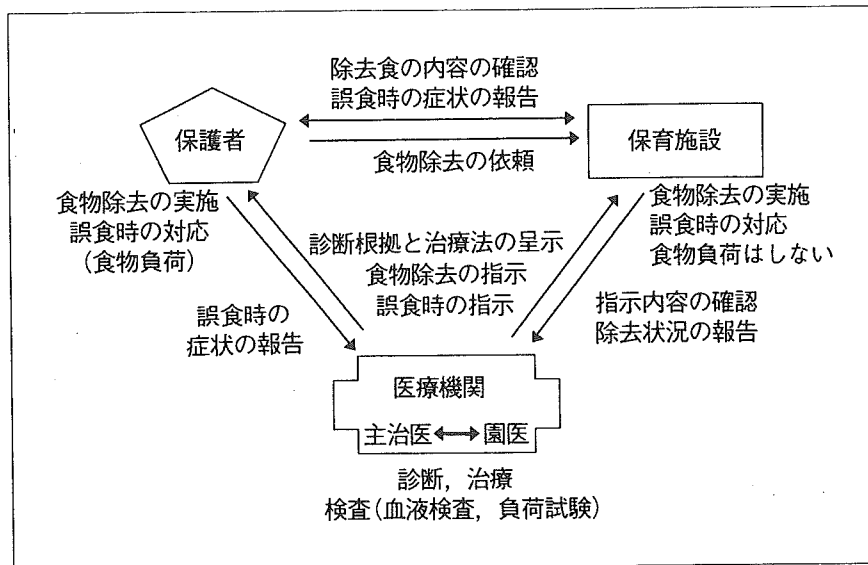 除去食の内容の確認
誤食時の症状の報告
保護者
保育施設
食物除去の依頼
食物除去の実施
誤食時の対応
(食物負荷)
食物除去の実施
誤食時の対応
食物負荷はしない
診断根拠と治療法の呈示
食物除去の指示
誤食時の指示
誤食時の
症状の報告
指示内容の確認
除去状況の報告
医療機関
主治医 園医
診断,治療
検査(血液検査,負荷試験)